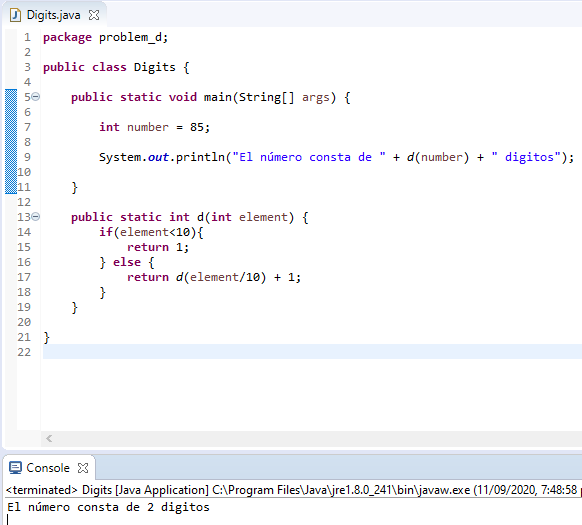 Digits.java
1 package problem_d;
2
3 public class Digits {
4
5 public static void main(String[] args) {
6
7 int number = 85;
8
9 System.out.println("El número consta de " + d(number) + " digitos");
10
11 }
12
13 public static int d(int element) {
14 if(element<10){
15 return 1;
16 } else {
17 return d(element/10) + 1;
18 }
19 }
20
21 }
22
Console
<terminated> Digits [Java Application] C:\Program Files\Java\jre1.8.0_241\bin\javaw.exe (11/09/2020, 7:48:58 p
El número consta de 2 digitos